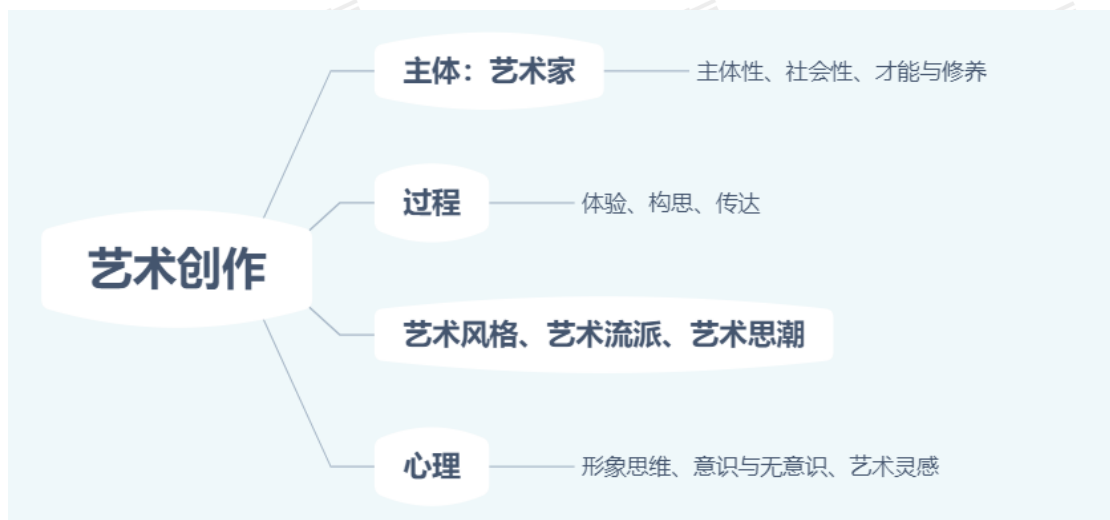 主体：艺术家
主体性、社会性、才能与修养
过程
体验、构思、传达
艺术创作
艺术风格、艺术流派、艺术思潮
心理
形象思维、意识与无意识、艺术灵感